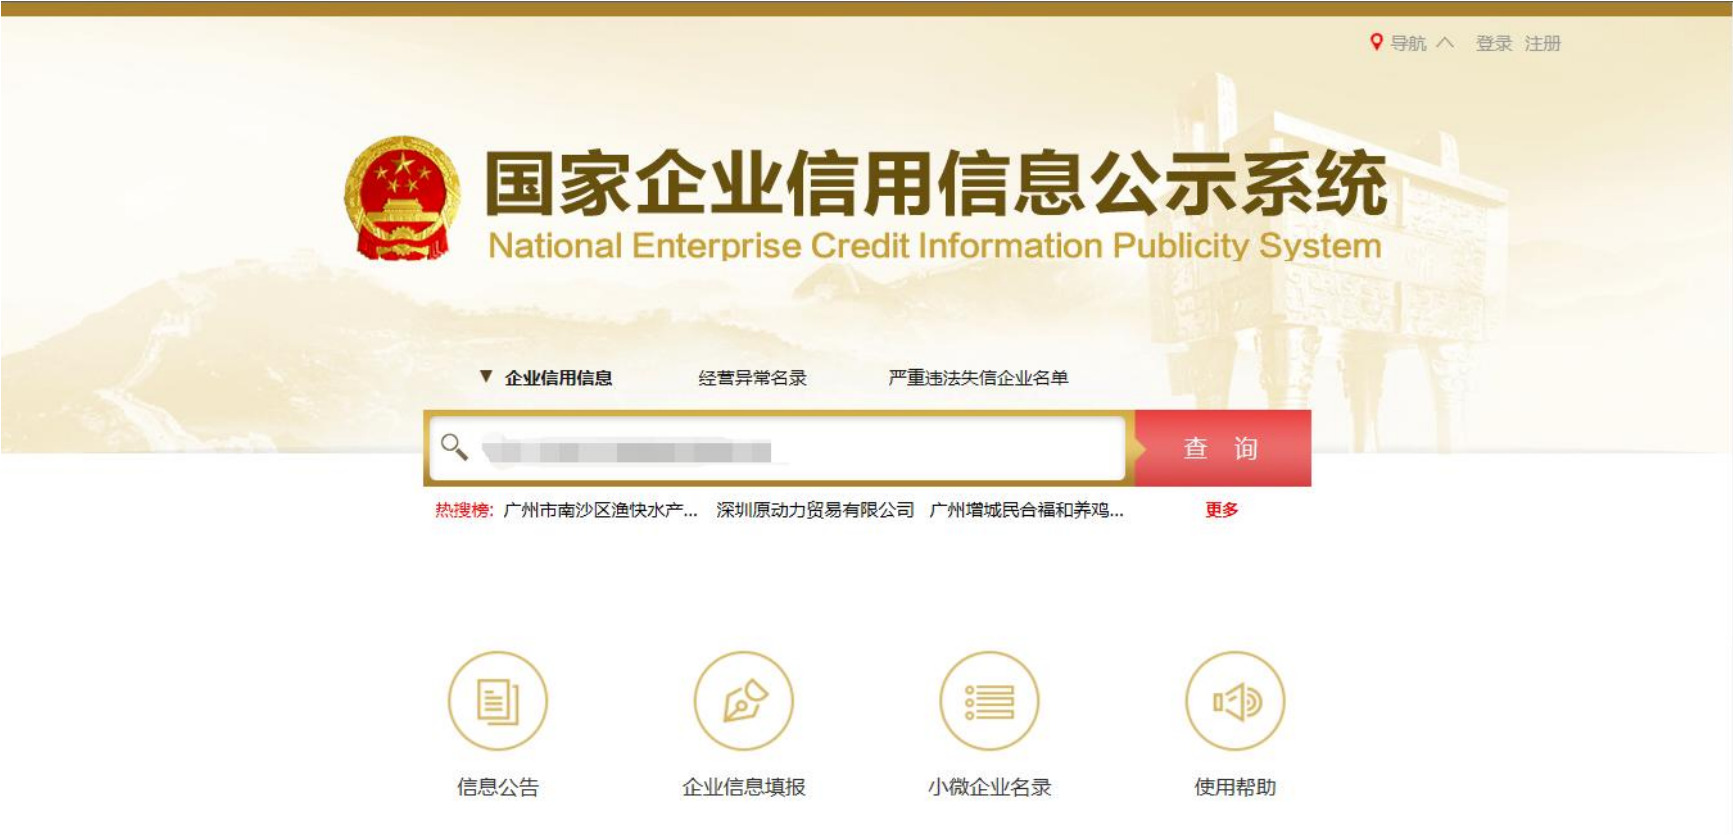 导航 登录 注册
国家企业信用信息公示系统
National Enterprise Credit Information Publicity System
企业信用信息 经营异常名录 严重违法失信企业名单
查 询
热搜榜: 广州市南沙区渔快水产... 深圳原动力贸易有限公司 广州增城民合福和养鸡... 更多
信息公告 企业信息填报 小微企业名录 使用帮助